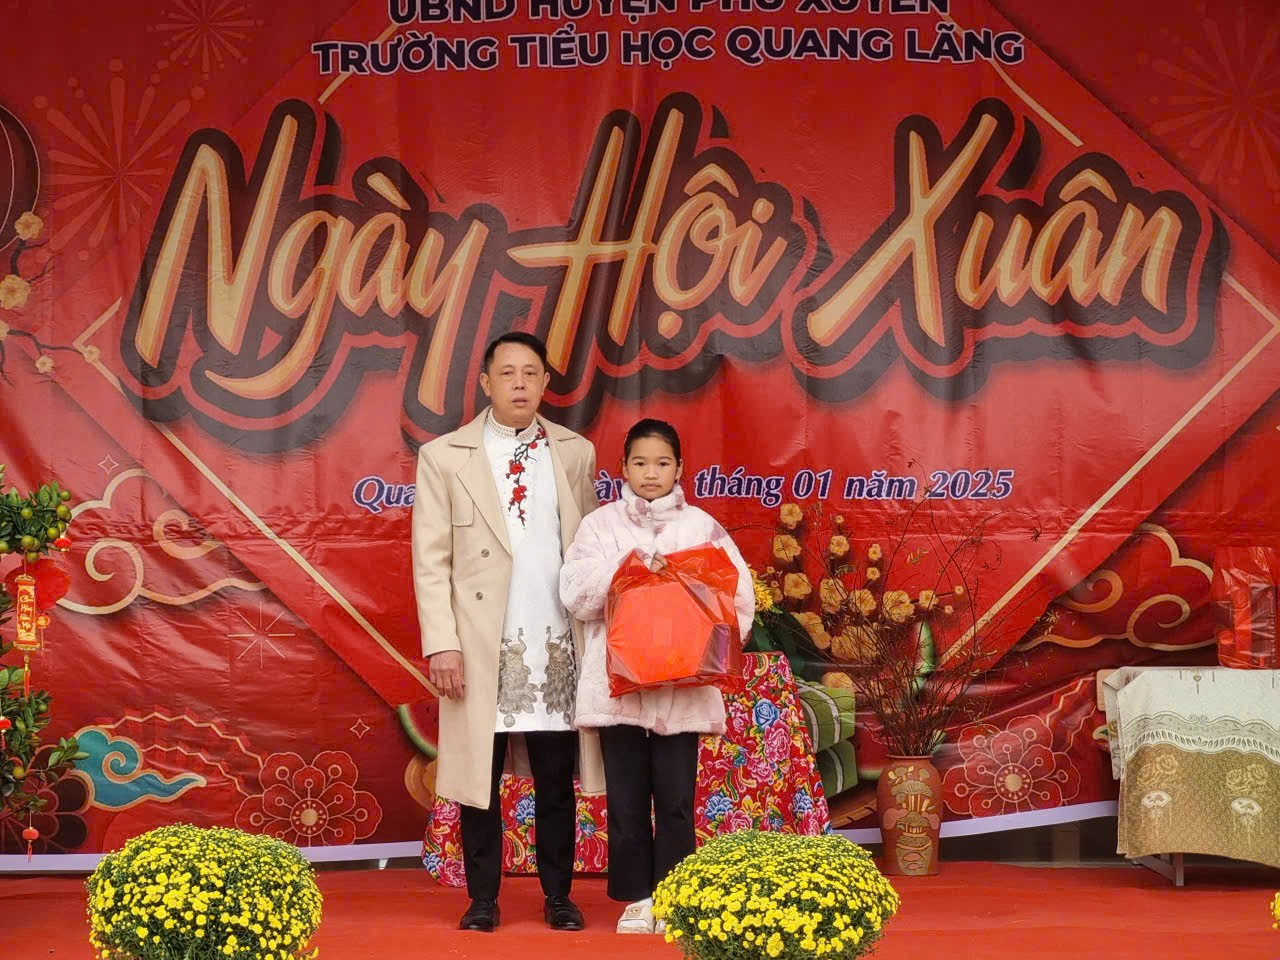 UBND HUYỆN PHÚ XUYÊN
TRƯỜNG TIỂU HỌC QUANG LÃNG
Ngày Hội Xuân
tháng 01 năm 2025